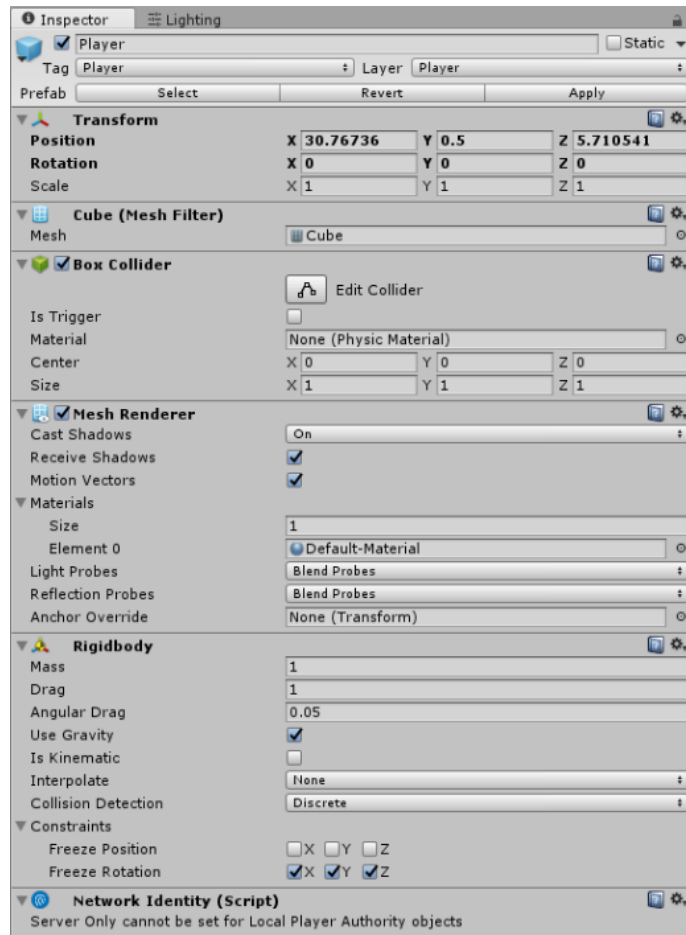 Inspector Lighting
Player Static
Tag Player Layer Player
Prefab Select Revert Apply
Transform
Position X 30.76736 Y 0.5 Z 5.710541
Rotation X 0 Y 0 Z 0
Scale X 1 Y 1 Z 1
Cube (Mesh Filter)
Mesh Cube
Box Collider
Edit Collider
Is Trigger
Material None (Physic Material)
Center X 0 Y 0 Z 0
Size X 1 Y 1 Z 1
Mesh Renderer
Cast Shadows On
Receive Shadows
Motion Vectors
Materials
Size 1
Element 0 Default-Material
Light Probes Blend Probes
Reflection Probes Blend Probes
Anchor Override None (Transform)
Rigidbody
Mass 1
Drag 1
Angular Drag 0.05
Use Gravity
Is Kinematic
Interpolate None
Collision Detection Discrete
Constraints
Freeze Position X Y Z
Freeze Rotation X Y Z
Network Identity (Script)
Server Only cannot be set for Local Player Authority objects